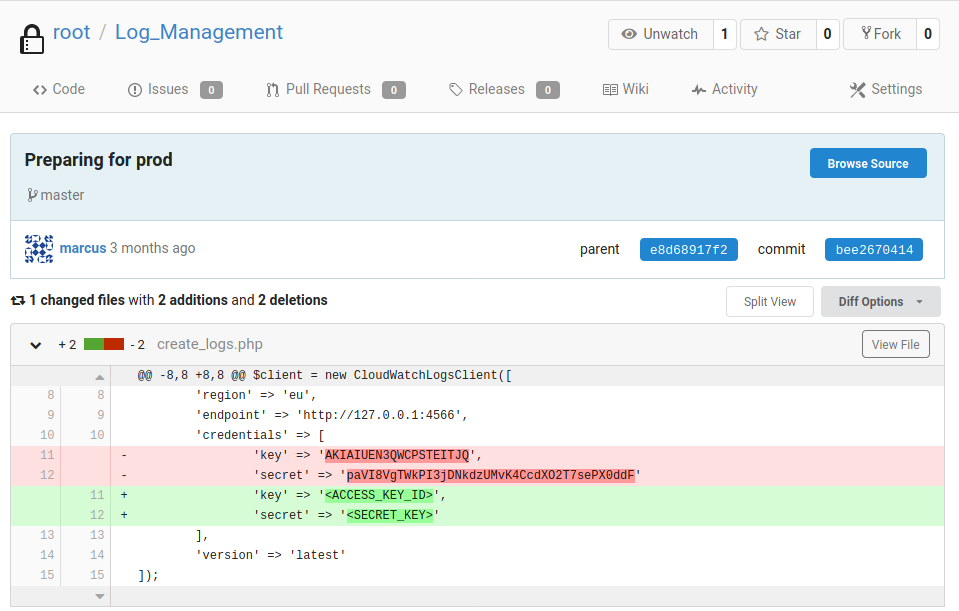 root / Log_Management
Unwatch 1 Star 0 Fork 0
Code Issues 0 Pull Requests 0 Releases 0 Wiki Activity Settings
Preparing for prod
Browse Source
master
marcus 3 months ago parent e8d68917f2 commit bee2670414
1 changed files with 2 additions and 2 deletions
Split View Diff Options
+ 2 - 2 create_logs.php View File
@@ -8,8 +8,8 @@ $client = new CloudWatchLogsClient([
8 8 'region' => 'eu',
9 9 'endpoint' => 'http://127.0.0.1:4566',
10 10 'credentials' => [
11 - 'key' => 'AKIAIUEN3QWCPSTEITJQ',
12 - 'secret' => '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'
11 + 'key' => '<ACCESS_KEY_ID>',
12 + 'secret' => '<SECRET_KEY>'
13 13 ],
14 14 'version' => 'latest'
15 15 ]);